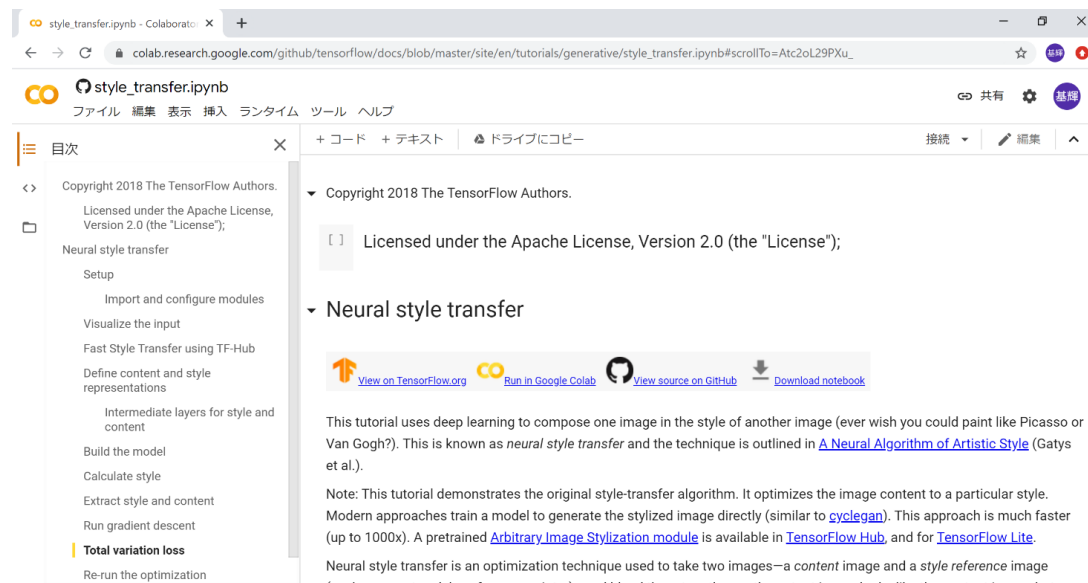 style_transfer.ipynb - Colaborato
colab.research.google.com/github/tensorflow/docs/blob/master/site/en/tutorials/generative/style_transfer.ipynb#scrollTo=Atc2oL29PXu_
基輝
style_transfer.ipynb
ファイル 編集 表示 挿入 ランタイム ツール ヘルプ
共有
基輝
目次
Copyright 2018 The TensorFlow Authors.
Licensed under the Apache License,
Version 2.0 (the "License");
Neural style transfer
Setup
Import and configure modules
Visualize the input
Fast Style Transfer using TF-Hub
Define content and style
representations
Intermediate layers for style and
content
Build the model
Calculate style
Extract style and content
Run gradient descent
Total variation loss
Re-run the optimization
+ コード + テキスト ドライブにコピー
接続 編集
Copyright 2018 The TensorFlow Authors.
[ ] Licensed under the Apache License, Version 2.0 (the "License");
Neural style transfer
View on TensorFlow.org Run in Google Colab View source on GitHub Download notebook
This tutorial uses deep learning to compose one image in the style of another image (ever wish you could paint like Picasso or
Van Gogh?). This is known as neural style transfer and the technique is outlined in A Neural Algorithm of Artistic Style (Gatys
et al.).
Note: This tutorial demonstrates the original style-transfer algorithm. It optimizes the image content to a particular style.
Modern approaches train a model to generate the stylized image directly (similar to cyclegan). This approach is much faster
(up to 1000x). A pretrained Arbitrary Image Stylization module is available in TensorFlow Hub, and for TensorFlow Lite.
Neural style transfer is an optimization technique used to take two images—a content image and a style reference image